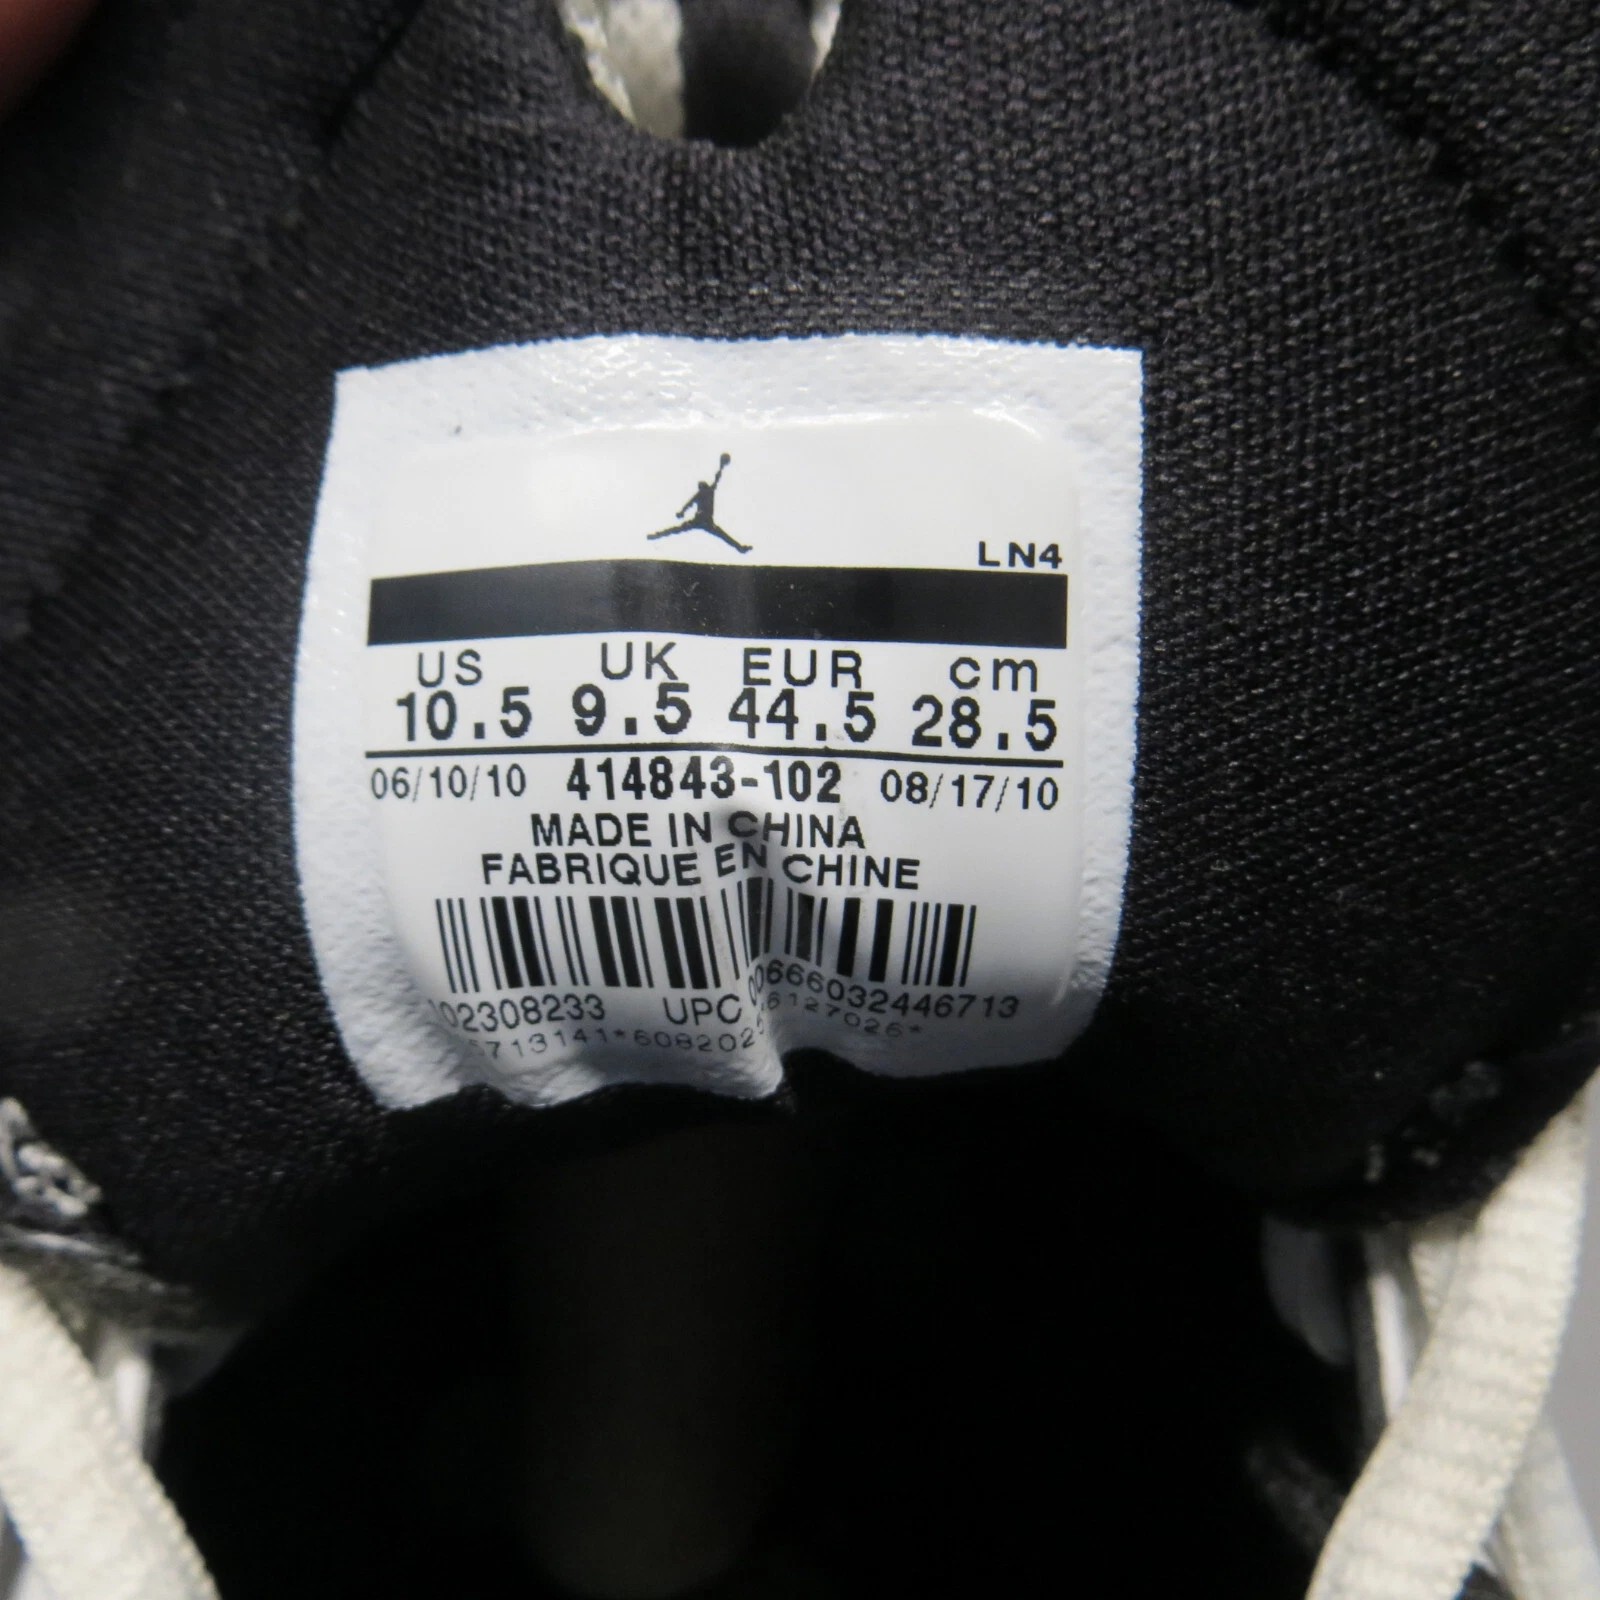 LN4
US UK EUR cm
10.5 9.5 44.5 28.5
06/10/10 414843-102 08/17/10
MADE IN CHINA
FABRIQUE EN CHINE
UPC 00666032446713